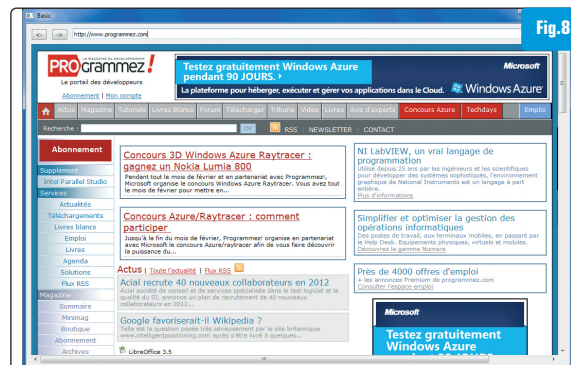 Fig.8
Basic
<- -> http://www.programmez.com
PROgrammez!
LE MAGAZINE DU DÉVELOPPEMENT
Le portail des développeurs
Abonnement | Mon compte
Testez gratuitement Windows Azure
pendant 90 JOURS.
La plateforme pour héberger, exécuter et gérer vos applications dans le Cloud.
Microsoft
Windows Azure
Actus Magazine Tutoriels Livres Blancs Forum Télécharger Tribune Video Livres Avis d'experts Concours Azure Techdays Emploi
Recherche : OK RSS | NEWSLETTER | CONTACT
Abonnement
Supplément
Intel Parallel Studio
Services
Actualités
Téléchargements
Livres blancs
Emploi
Livres
Agenda
Solutions
Flux RSS
Magazine
Sommaire
Minimag
Boutique
Abonnement
Archives
Concours 3D Windows Azure Raytracer :
gagnez un Nokia Lumia 800
Pendant tout le mois de février et en partenariat avec Programmez!,
Microsoft organise le concours Windows Azure Raytracer. Vous avez tout
le mois de février pour mettre en...
Concours Azure/Raytracer : comment
participer
Jusqu'à la fin du mois de février, Programmez! organise en partenariat
avec Microsoft le concours Azure/raytracer afin de vous faire découvrir
la puissance du...
Actus | Toute l'actualité | Flux RSS
Acial recrute 40 nouveaux collaborateurs en 2012
Acial société de conseil et de services spécialisée dans le test logiciel et la
qualité du SI, annonce un plan de recrutement de 40 nouveaux
collaborateurs en 2012...
Google favoriserait-il Wikipedia ?
Telle est la question posée très sérieusement par le site britannique
www.intelligentpositioning.com après s'être livré à quelques...
LibreOffice 3.5
NI LabVIEW, un vrai langage de
programmation
Utilisé depuis 25 ans par les ingénieurs et les scientifiques
pour développer des systèmes sophistiqués, l'environnement
graphique de National Instruments est un langage à part
entière.
Plus d'informations
Simplifier et optimiser la gestion des
opérations informatiques
Des postes de travail, aux terminaux mobiles, en passant par
le Help Desk. Equipements physiques, virtuels et mobiles.
Découvrez la gamme Numara
Près de 4000 offres d'emploi
+ les annonces Premium de programmez.com
Consulter l'espace emploi
Microsoft
Testez gratuitement
Windows Azure